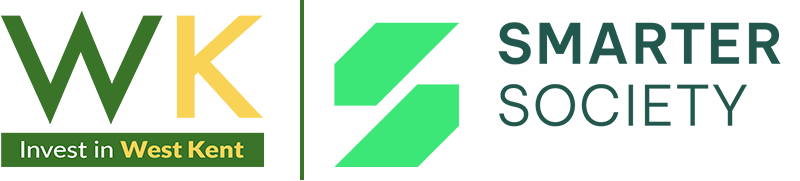 WK
Invest in West Kent
SMARTER
SOCIETY